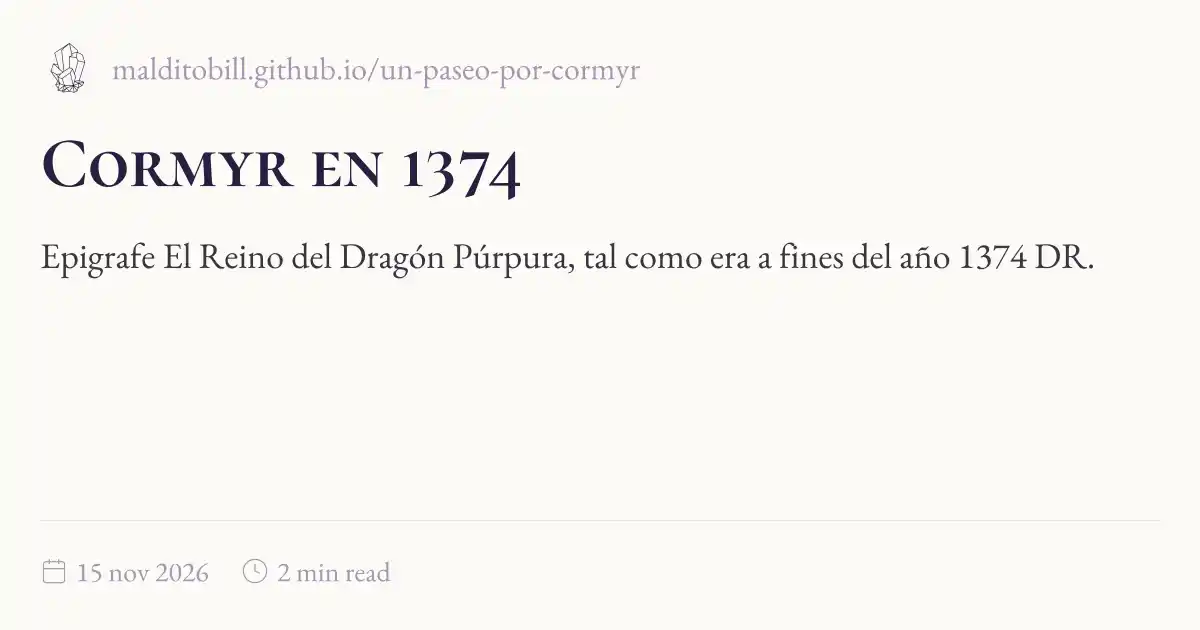 malditobill.github.io/un-paseo-por-cormyr
Cormyr en 1374
Epigrafe El Reino del Dragón Púrpura, tal como era a fines del año 1374 DR.
15 nov 2026 2 min read